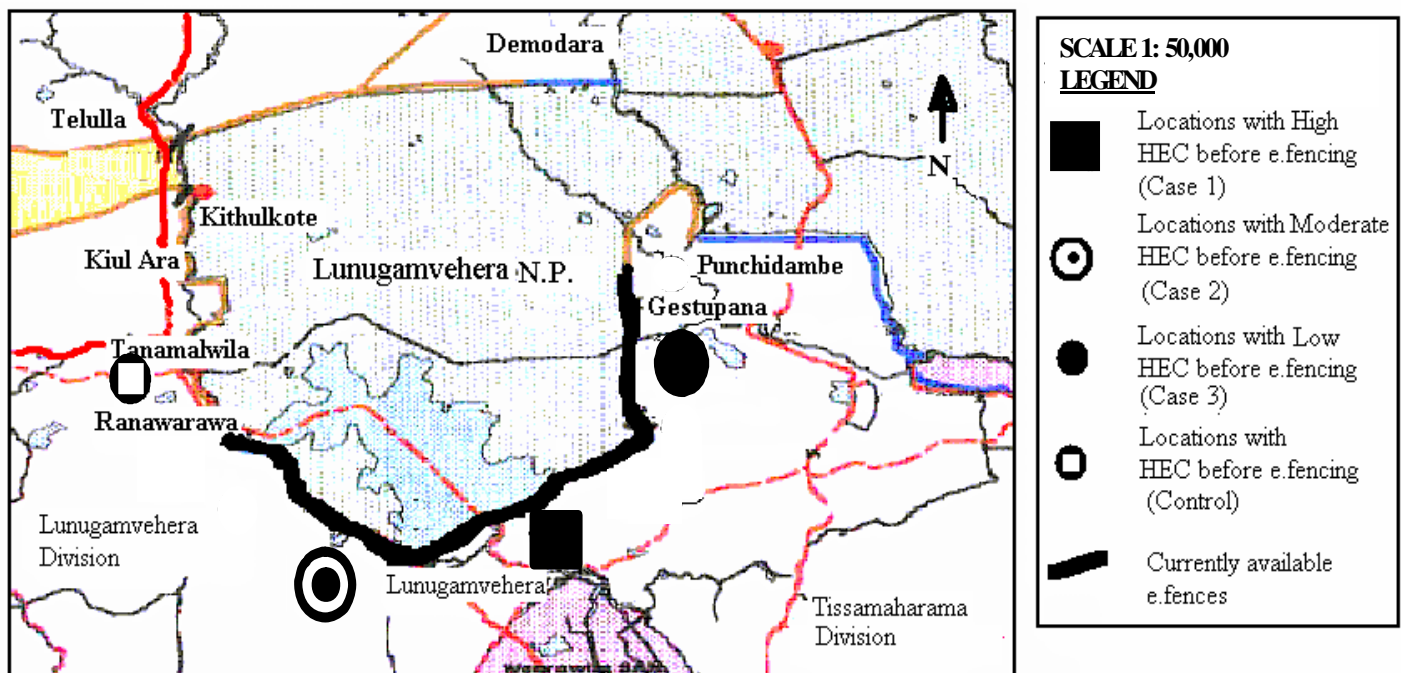 Demodara
Telulla
N
Kithulkote
Kiul Ara
Lunugamvehera N.P.
Punchidambe
Gestupana
Tanamalwila
Ranawarawa
Lunugamvehera
Division
Lunugamvehera
Tissamaharama
Division
SCALE 1: 50,000
LEGEND
Locations with High
HEC before e.fencing
(Case 1)
Locations with Moderate
HEC before e.fencing
(Case 2)
Locations with Low
HEC before e.fencing
(Case 3)
Locations with
HEC before e.fencing
(Control)
Currently available
e.fences